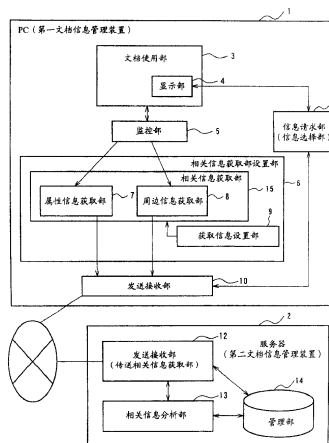 1
PC (第一文档信息管理装置)
3
文档使用部
4
显示部
监控部
5
信息请求部
(信息选择部)
相关信息获取部设置部
6
相关信息获取部
15
属性信息获取部
7
周边信息获取部
8
9
获取信息设置部
发送接收部
10
2
服务器
(第二文档信息管理装置)
12
发送接收部
(传送相关信息获取部)
14
13
相关信息分析部
管理部